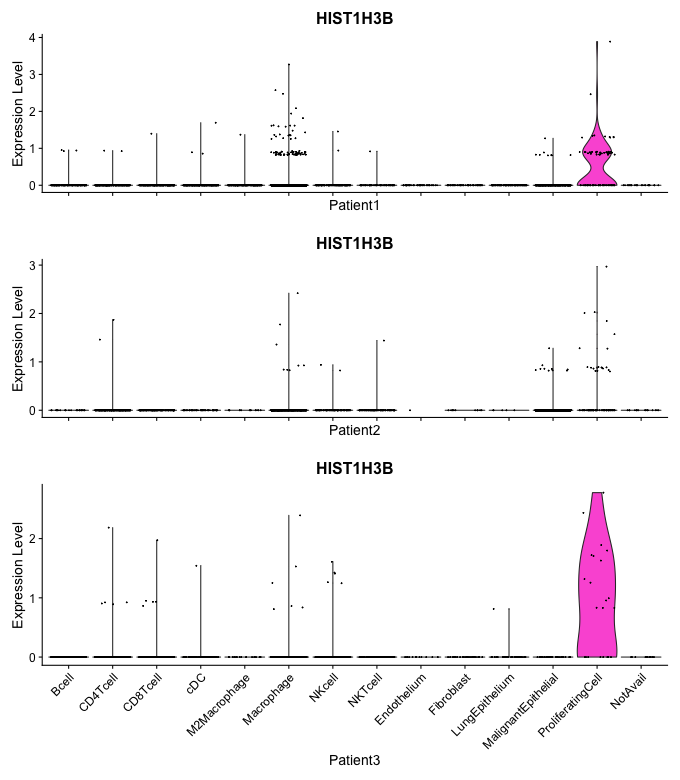 HIST1H3B
4
3
2
1
0
Expression Level
Patient1
HIST1H3B
3
2
1
0
Expression Level
Patient2
HIST1H3B
2
1
0
Expression Level
Bcell
CD4Tcell
CD8Tcell
cDC
M2Macrophage
Macrophage
NKcell
NKTcell
Endothelium
Fibroblast
LungEpithelium
MalignantEpithelial
ProliferatingCell
NotAvail
Patient3